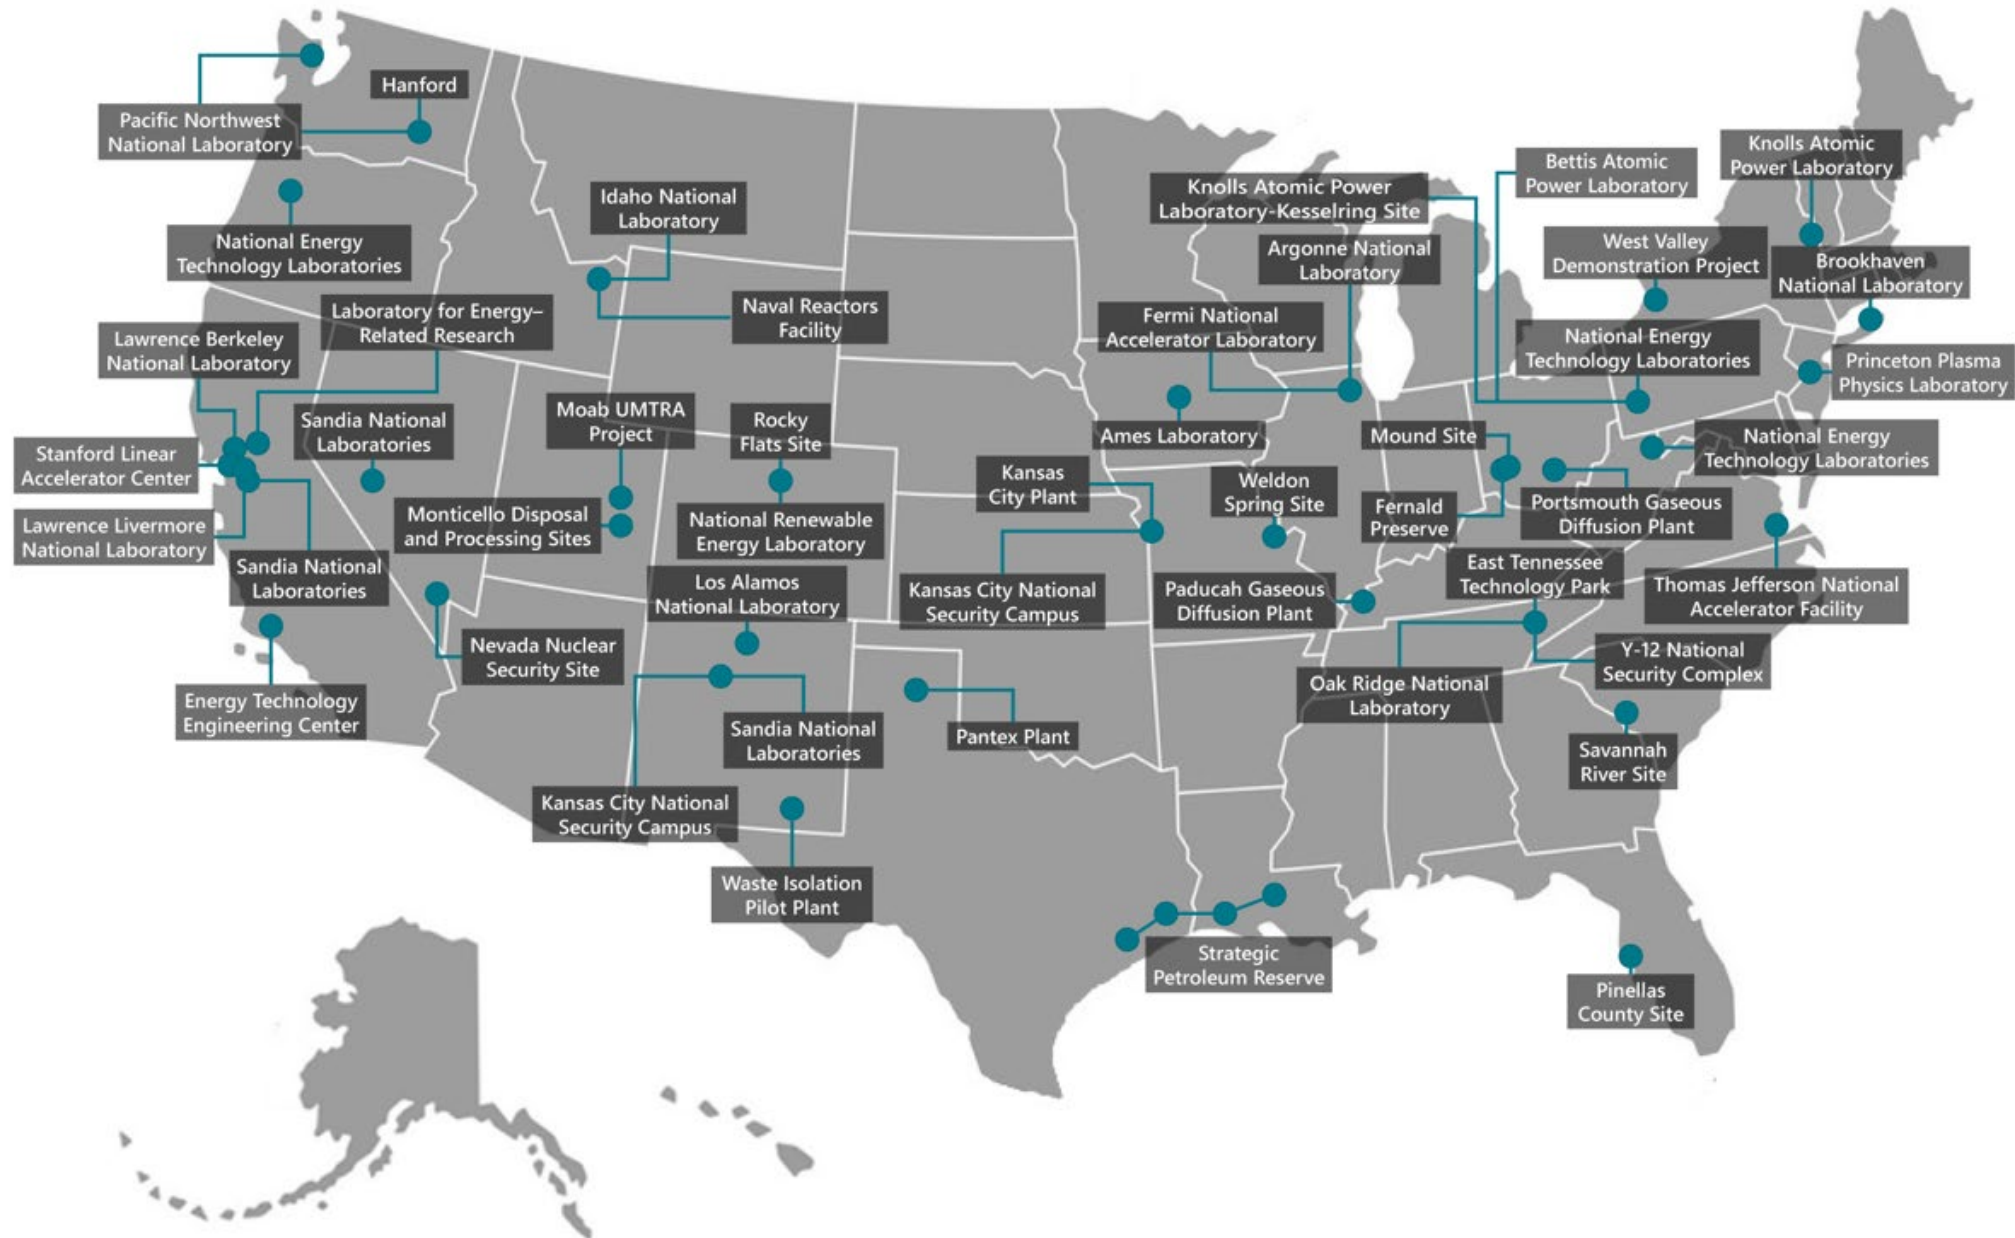 Hanford
Pacific Northwest
National Laboratory
National Energy
Technology Laboratories
Idaho National
Laboratory
Naval Reactors
Facility
Laboratory for Energy–
Related Research
Lawrence Berkeley
National Laboratory
Sandia National
Laboratories
Stanford Linear
Accelerator Center
Lawrence Livermore
National Laboratory
Sandia National
Laboratories
Energy Technology
Engineering Center
Nevada Nuclear
Security Site
Moab UMTRA
Project
Monticello Disposal
and Processing Sites
Rocky
Flats Site
National Renewable
Energy Laboratory
Los Alamos
National Laboratory
Sandia National
Laboratories
Kansas City National
Security Campus
Waste Isolation
Pilot Plant
Pantex Plant
Kansas
City Plant
Kansas City National
Security Campus
Knolls Atomic Power
Laboratory-Kesselring Site
Argonne National
Laboratory
Fermi National
Accelerator Laboratory
Ames Laboratory
Weldon
Spring Site
Paducah Gaseous
Diffusion Plant
Mound Site
Fernald
Preserve
Bettis Atomic
Power Laboratory
Knolls Atomic
Power Laboratory
West Valley
Demonstration Project
Brookhaven
National Laboratory
National Energy
Technology Laboratories
Princeton Plasma
Physics Laboratory
National Energy
Technology Laboratories
Portsmouth Gaseous
Diffusion Plant
East Tennessee
Technology Park
Thomas Jefferson National
Accelerator Facility
Y-12 National
Security Complex
Oak Ridge National
Laboratory
Savannah
River Site
Strategic
Petroleum Reserve
Pinellas
County Site